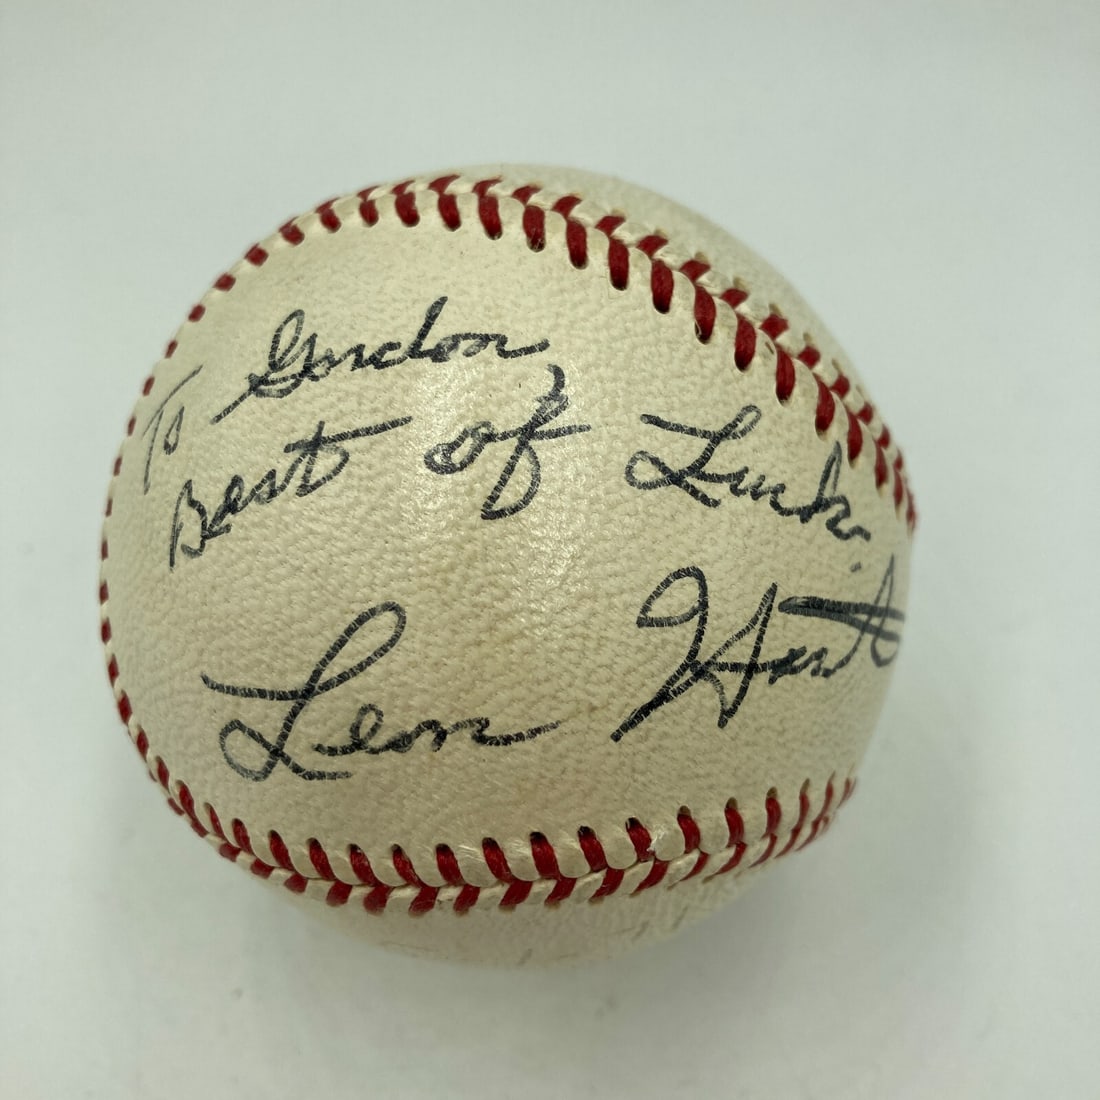 To Gordon
Best of Luck
Leon